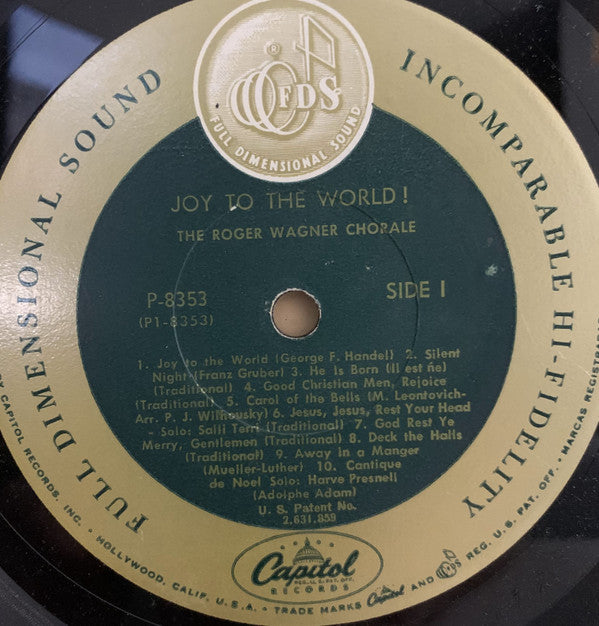 FULL DIMENSIONAL SOUND
INCOMPARABLE HI-FIDELITY
®
FDS
FULL DIMENSIONAL SOUND
JOY TO THE WORLD!
THE ROGER WAGNER CHORALE
P-8353
(P1-8353)
SIDE 1
1. Joy to the World (George F. Handel) 2. Silent
Night (Franz Gruber) 3. He Is Born (Il est ñe)
(Traditional) 4. Good Christian Men, Rejoice
(Traditional) 5. Carol of the Bells (M. Leontovich-
Arr. P. J. Wilhousky) 6. Jesus, Jesus, Rest Your Head
- Solo: Salli Terri (Traditional) 7. God Rest Ye
Merry, Gentlemen (Traditional) 8. Deck the Halls
(Traditional) 9. Away in a Manger
(Mueller-Luther) 10. Cantique
de Noel Solo: Harve Presnell
(Adolphe Adam)
U. S. Patent No.
2,631,859
Capitol
REG. U.S. PAT. OFF.
RECORDS
BY CAPITOL RECORDS, INC. • HOLLYWOOD, CALIF. U.S.A. • TRADE MARKS Capitol AND FDS REG. U.S. PAT. OFF. • MARCAS REGISTRADAS